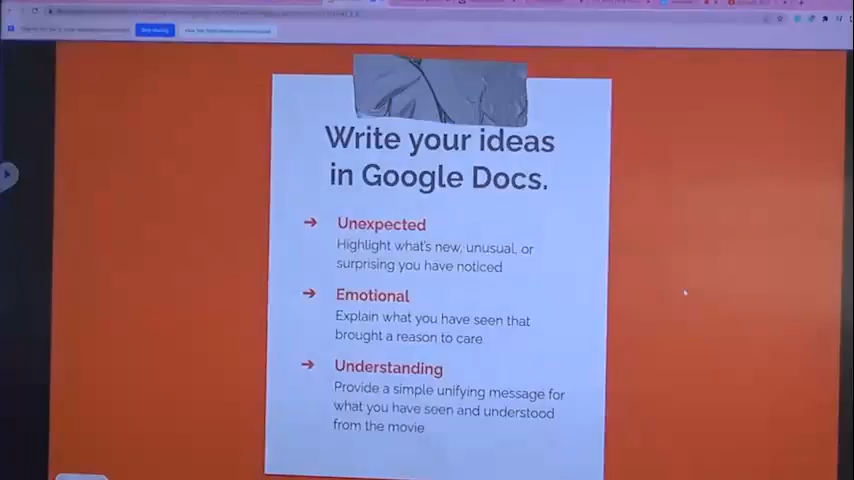 Write your ideas
in Google Docs.
➔ Unexpected
Highlight what's new, unusual, or
surprising you have noticed
➔ Emotional
Explain what you have seen that
brought a reason to care
➔ Understanding
Provide a simple unifying message for
what you have seen and understood
from the movie